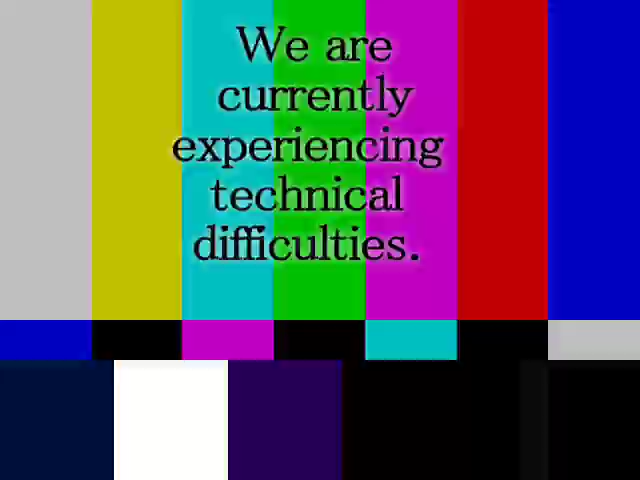 We are
currently
experiencing
technical
difficulties.